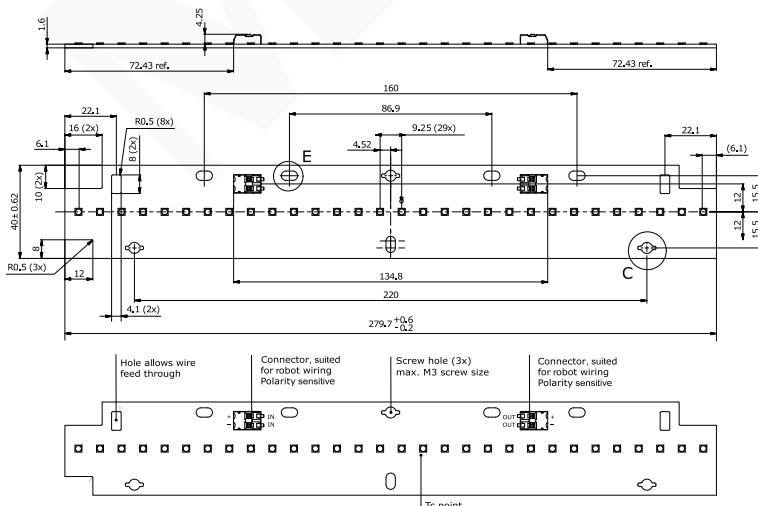 1.6
4.25
72.43 ref.
72.43 ref.
160
22.1
R0.5 (8x)
86.9
16 (2x)
9.25 (29x)
22.1
6.1
8 (2x)
4.52
(6.1)
E
10 (2x)
40±0.62
12
15.5
12
15.5
8
R0.5 (3x)
12
C
134.8
4.1 (2x)
220
279.7 +0.6
-0.2
Hole allows wire
feed through
Connector, suited
for robot wiring
Polarity sensitive
Screw hole (3x)
max. M3 screw size
Connector, suited
for robot wiring
Polarity sensitive
+ IN
- IN
OUT +
OUT -
Tc point